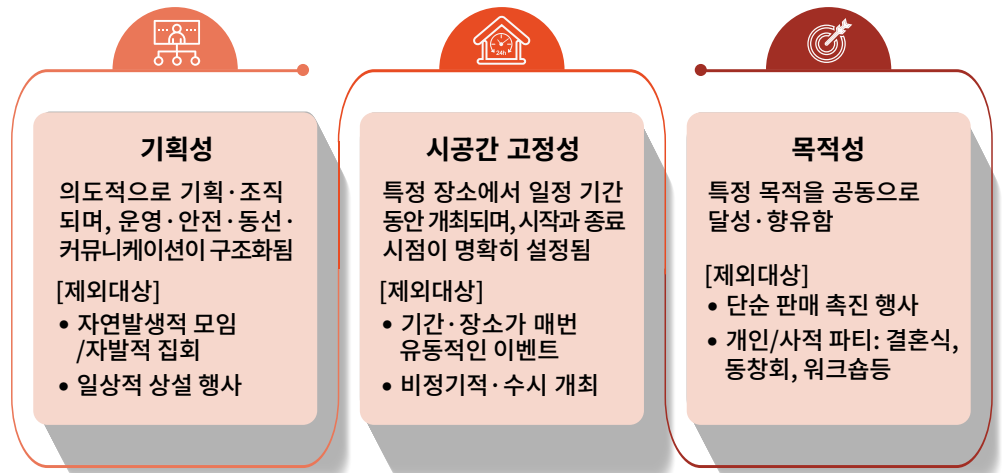 24h
기획성
의도적으로 기획·조직
되며, 운영·안전·동선·
커뮤니케이션이 구조화됨
[제외대상]
• 자연발생적 모임
/자발적 집회
• 일상적 상설 행사
시공간 고정성
특정 장소에서 일정 기간
동안 개최되며, 시작과 종료
시점이 명확히 설정됨
[제외대상]
• 기간·장소가 매번
유동적인 이벤트
• 비정기적·수시 개최
목적성
특정 목적을 공동으로
달성·향유함
[제외대상]
• 단순 판매 촉진 행사
• 개인/사적 파티: 결혼식,
동창회, 워크숍등